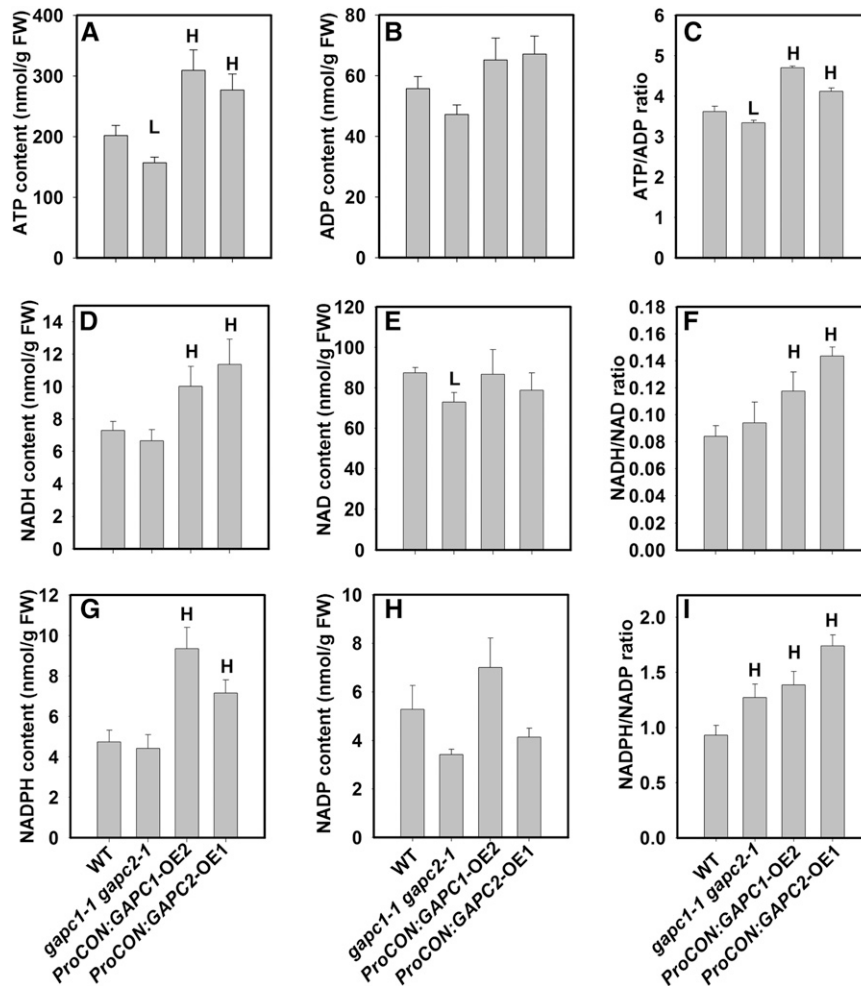 A
ATP content (nmol/g FW)
400
300
200
100
0
L
H
H
B
ADP content (nmol/g FW)
80
60
40
20
0
C
ATP/ADP ratio
6
5
4
3
2
1
0
L
H
H
D
NADH content (nmol/g FW)
14
12
10
8
6
4
2
0
H
H
E
NAD content (nmol/g FW0
120
100
80
60
40
20
0
L
F
NADH/NAD ratio
0.18
0.16
0.14
0.12
0.10
0.08
0.06
0.04
0.02
0.00
H
H
G
NADPH content (nmol/g FW)
12
10
8
6
4
2
0
H
H
WT
gapc1-1 gapc2-1
ProCON:GAPC1-OE2
ProCON:GAPC2-OE1
H
NADP content (nmol/g FW)
10
8
6
4
2
0
WT
gapc1-1 gapc2-1
ProCON:GAPC1-OE2
ProCON:GAPC2-OE1
I
NADPH/NADP ratio
2.0
1.5
1.0
0.5
0.0
H
H
H
WT
gapc1-1 gapc2-1
ProCON:GAPC1-OE2
ProCON:GAPC2-OE1